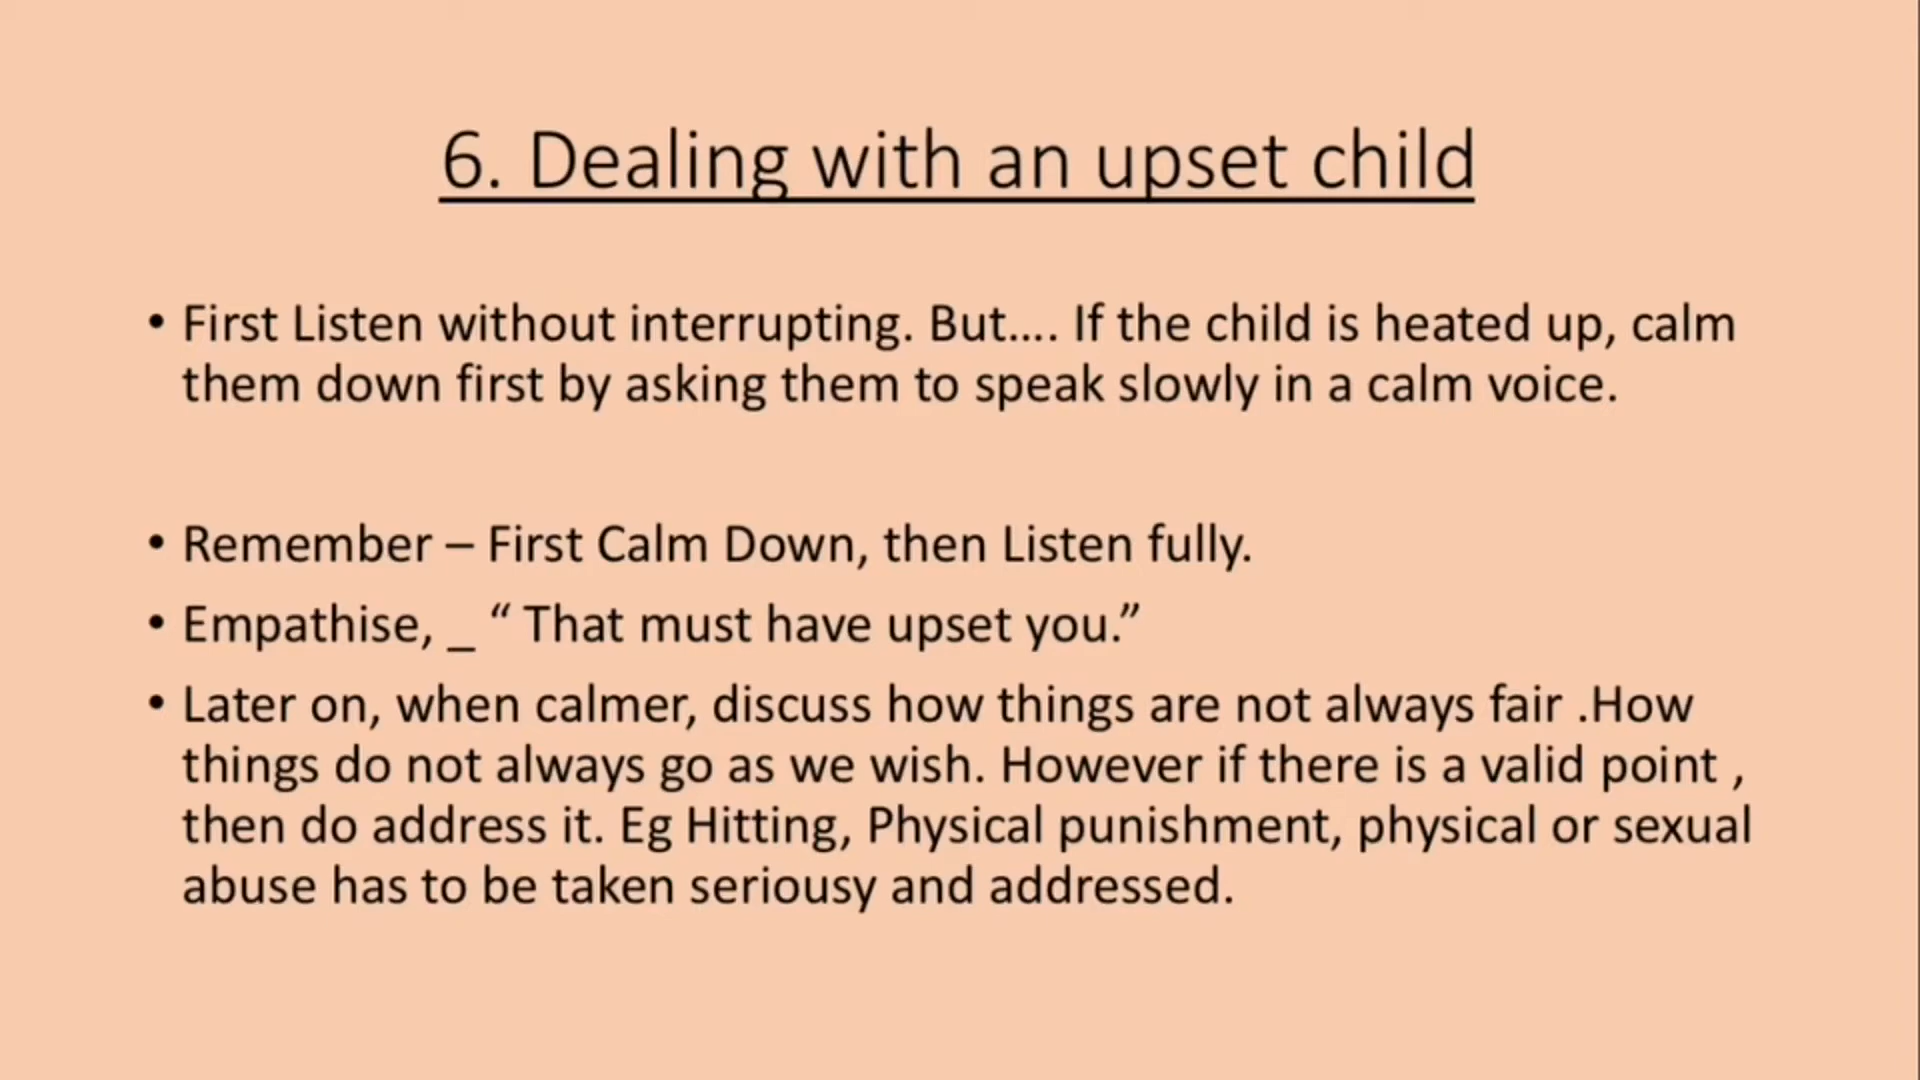 6. Dealing with an upset child
• First Listen without interrupting. But.... If the child is heated up, calm
them down first by asking them to speak slowly in a calm voice.
• Remember – First Calm Down, then Listen fully.
• Empathise, _ “ That must have upset you.”
• Later on, when calmer, discuss how things are not always fair .How
things do not always go as we wish. However if there is a valid point ,
then do address it. Eg Hitting, Physical punishment, physical or sexual
abuse has to be taken seriousy and addressed.